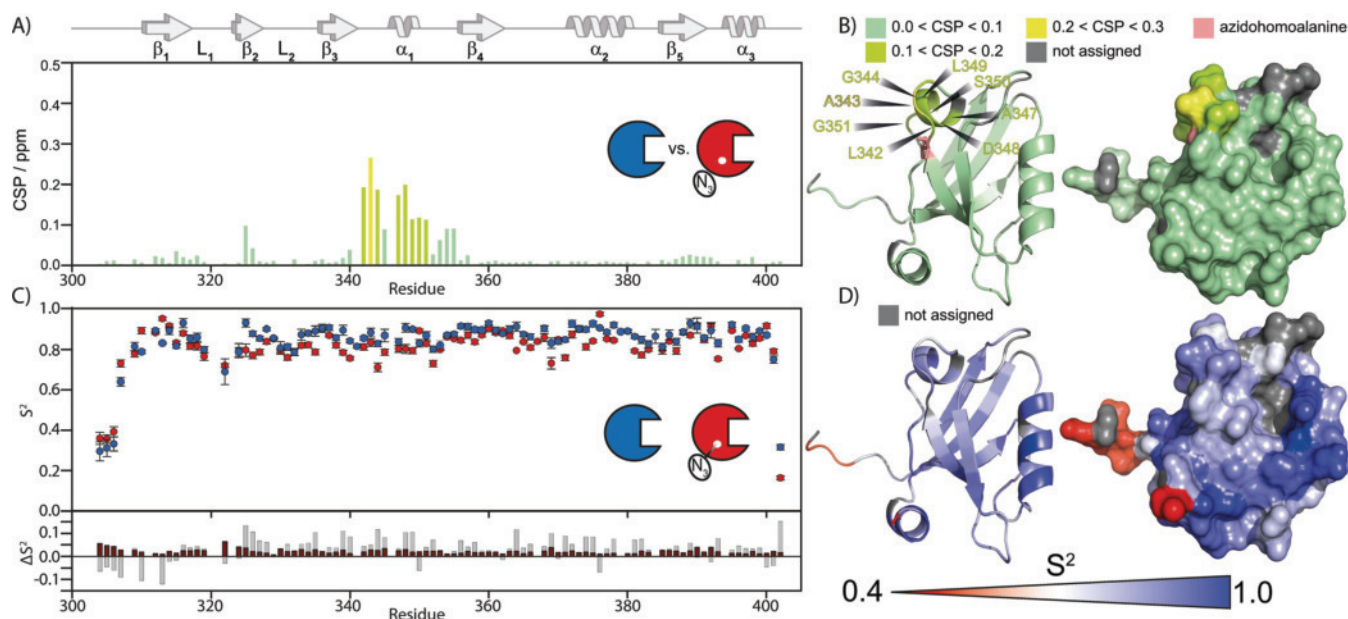 A)
β1 L1 β2 L2 β3 α1 β4 α2 β5 α3
0.5
0.4
0.3
0.2
0.1
0.0
CSP / ppm
vs.
N3
300 320 340 360 380 400
Residue
B)
0.0 < CSP < 0.1
0.2 < CSP < 0.3
azidohomoalanine
0.1 < CSP < 0.2
not assigned
L349
G344
S350
A343
A347
G351
L342
D348
C)
1.0
0.8
0.6
0.4
0.2
0.0
S²
N3
0.1
0.0
-0.1
ΔS²
300 320 340 360 380 400
Residue
D)
not assigned
S²
0.4 1.0